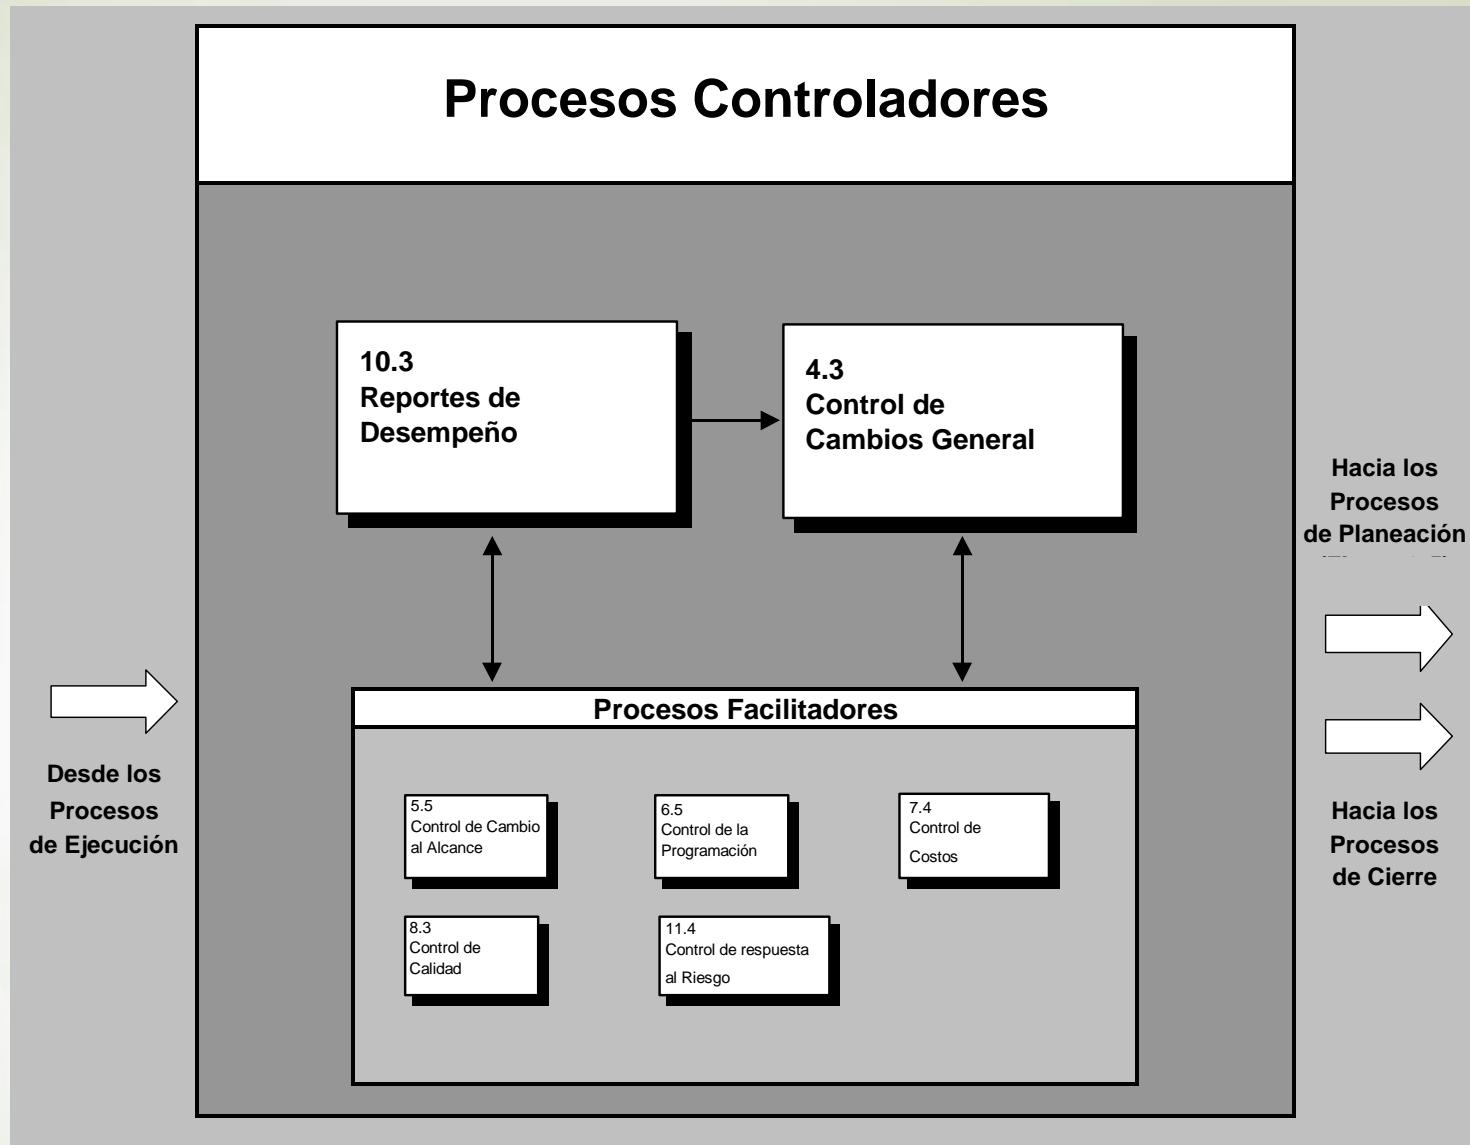 Procesos Controladores
10.3
Reportes de
Desempeño
4.3
Control de
Cambios General
Hacia los
Procesos
de Planeación
Desde los
Procesos
de Ejecución
Procesos Facilitadores
5.5
Control de Cambio
al Alcance
6.5
Control de la
Programación
7.4
Control de
Costos
8.3
Control de
Calidad
11.4
Control de respuesta
al Riesgo
Hacia los
Procesos
de Cierre